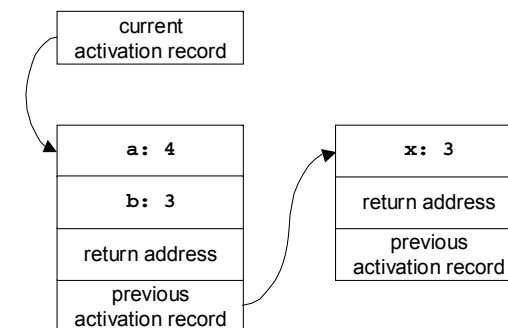 current
activation record
a: 4
b: 3
return address
previous
activation record
x: 3
return address
previous
activation record